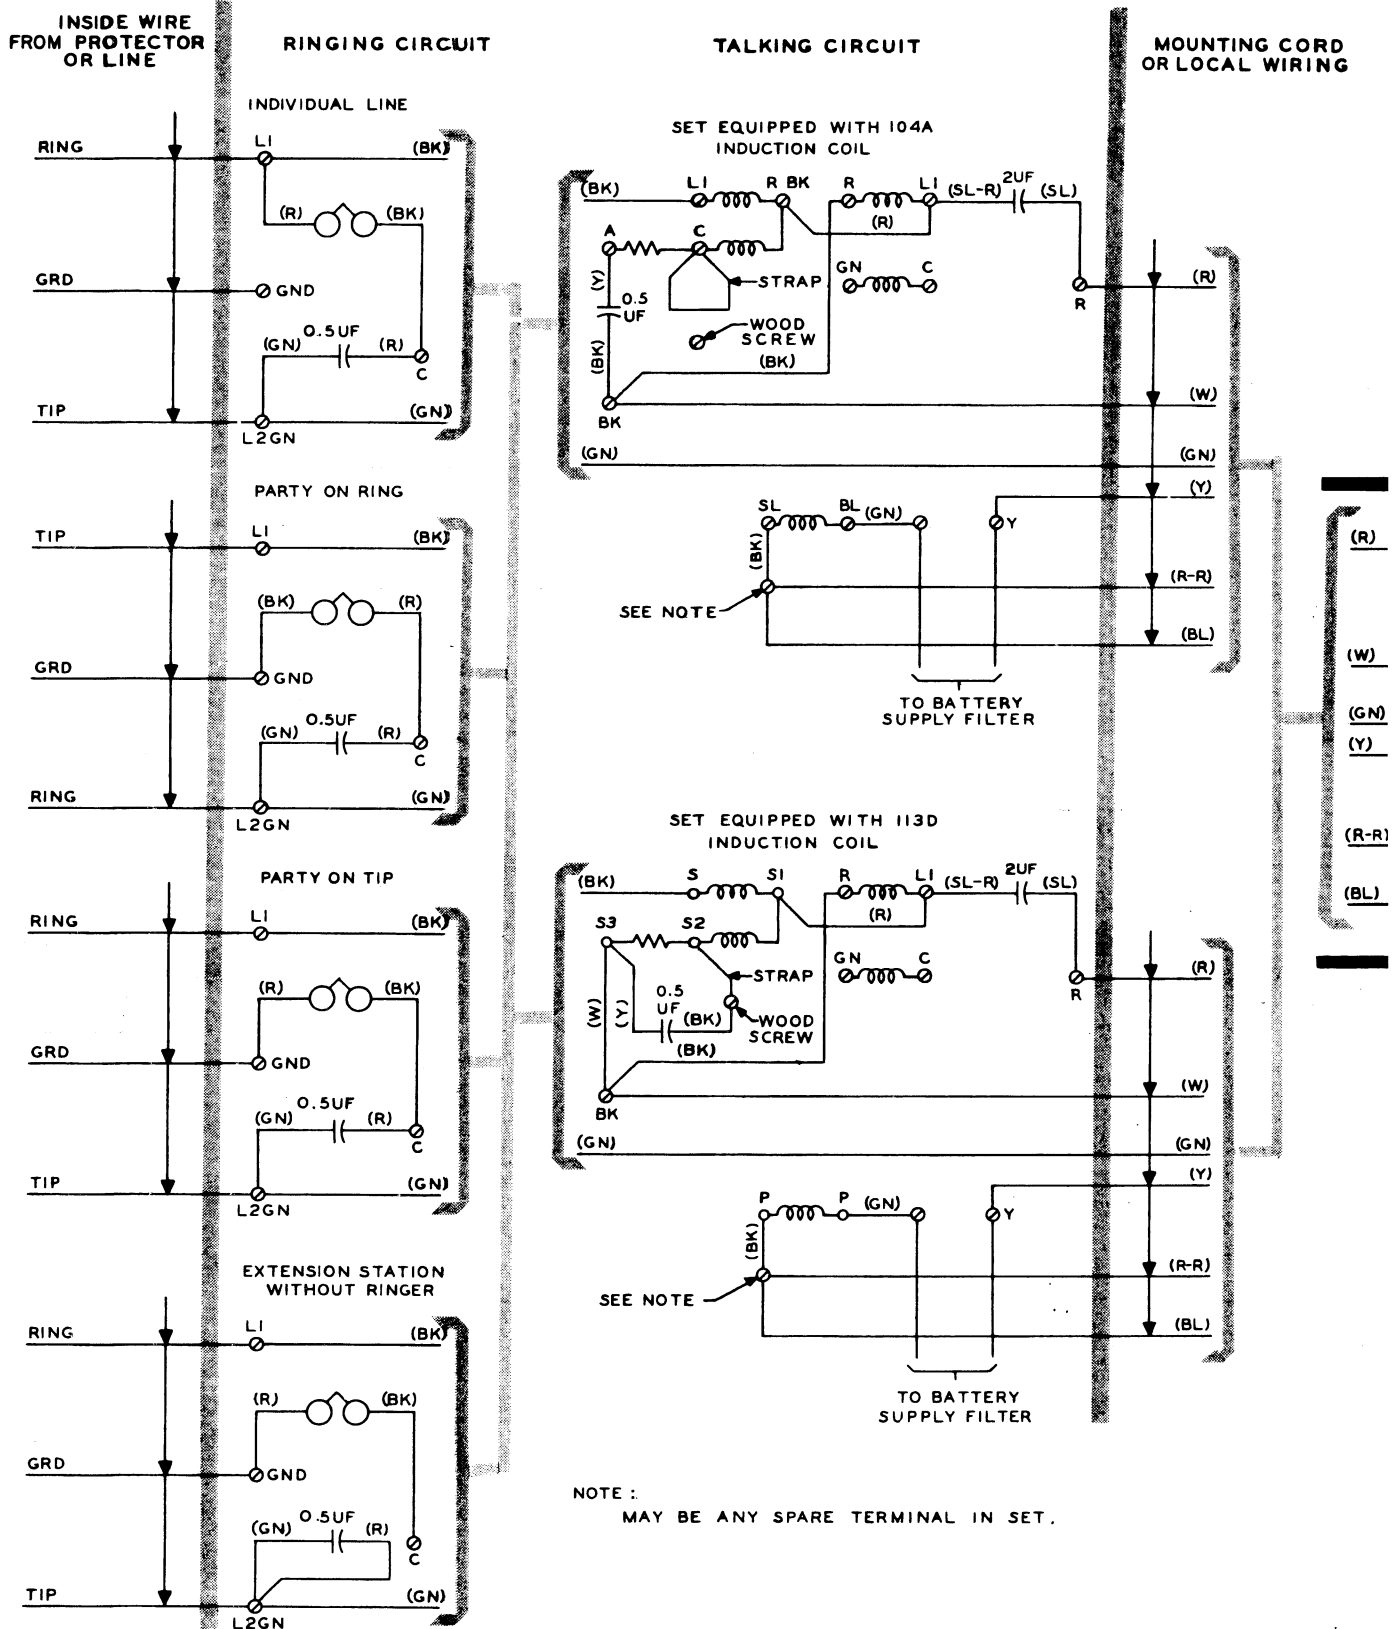 INSIDE WIRE
FROM PROTECTOR
OR LINE
RINGING CIRCUIT
TALKING CIRCUIT
MOUNTING CORD
OR LOCAL WIRING
INDIVIDUAL LINE
RING
L1
(BK)
(R)
(BK)
GRD
GND
0.5UF
(GN)
(R)
C
TIP
(GN)
L2GN
PARTY ON RING
TIP
L1
(BK)
(BK)
(R)
GRD
GND
0.5UF
(GN)
(R)
C
RING
(GN)
L2GN
PARTY ON TIP
RING
L1
(BK)
(R)
(BK)
GRD
GND
0.5UF
(GN)
(R)
C
TIP
(GN)
L2GN
EXTENSION STATION
WITHOUT RINGER
RING
L1
(BK)
(R)
(BK)
GRD
GND
0.5UF
(GN)
(R)
C
TIP
(GN)
L2GN
SET EQUIPPED WITH 104A
INDUCTION COIL
(BK)
L1
R BK
R
L1
(SL-R)
2UF
(SL)
(R)
A
C
GN
C
(Y)
STRAP
0.5
UF
WOOD
SCREW
(BK)
(BK)
BK
R
(R)
(W)
(GN)
(GN)
(Y)
SL
BL
(GN)
Y
(BK)
(R-R)
SEE NOTE
(BL)
TO BATTERY
SUPPLY FILTER
SET EQUIPPED WITH 113D
INDUCTION COIL
(BK)
S
S1
R
L1
(SL-R)
2UF
(SL)
(R)
S3
S2
GN
C
STRAP
(W)
(Y)
0.5
UF
(BK)
WOOD
SCREW
(BK)
BK
R
(R)
(W)
(GN)
(GN)
(Y)
P
P
(GN)
Y
(BK)
(R-R)
SEE NOTE
(BL)
TO BATTERY
SUPPLY FILTER
(R)
(W)
(GN)
(Y)
(R-R)
(BL)
NOTE:
MAY BE ANY SPARE TERMINAL IN SET.